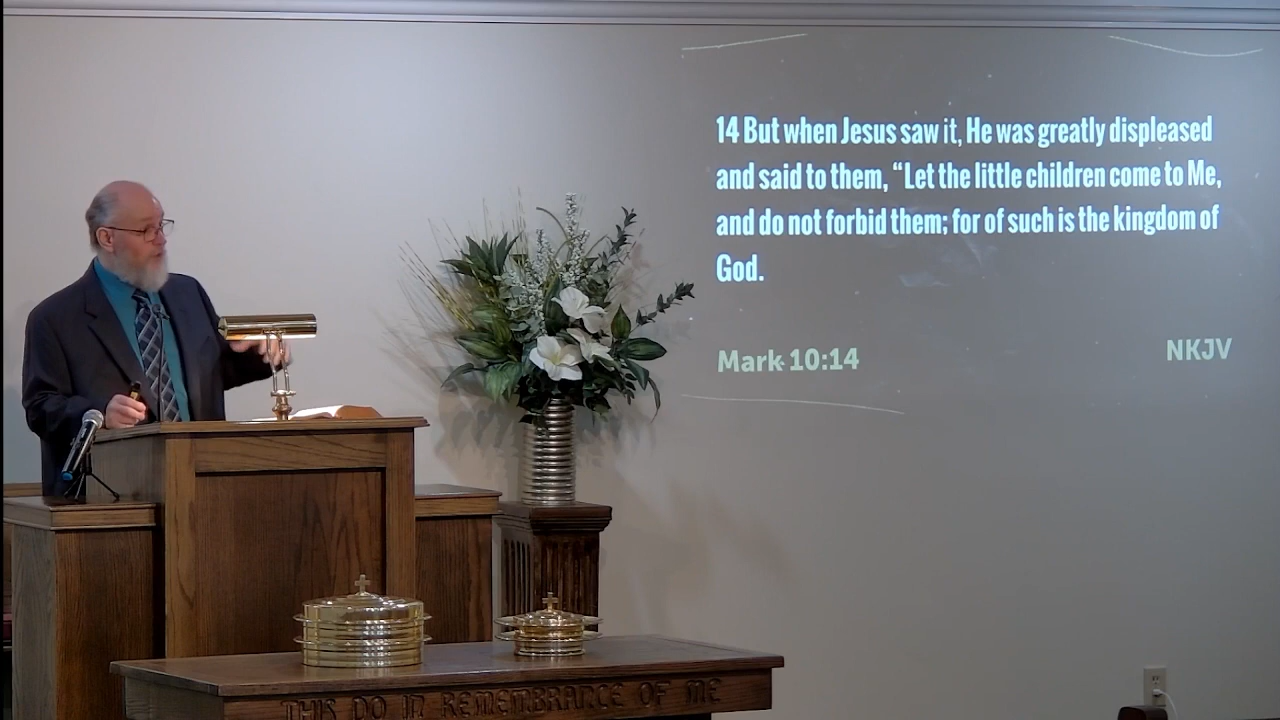 14 But when Jesus saw it, He was greatly displeased
and said to them, “Let the little children come to Me,
and do not forbid them; for of such is the kingdom of
God.
Mark 10:14
NKJV
THIS DO IN REMEMBRANCE OF ME